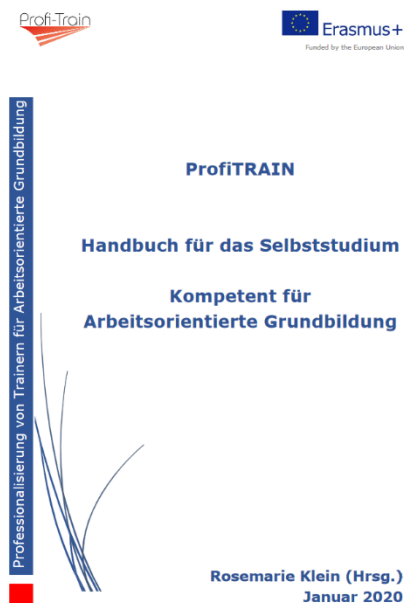 Profi-Train
Erasmus+
Funded by the European Union
Professionalisierung von Trainern für Arbeitsorientierte Grundbildung
ProfiTRAIN
Handbuch für das Selbststudium
Kompetent für
Arbeitsorientierte Grundbildung
Rosemarie Klein (Hrsg.)
Januar 2020